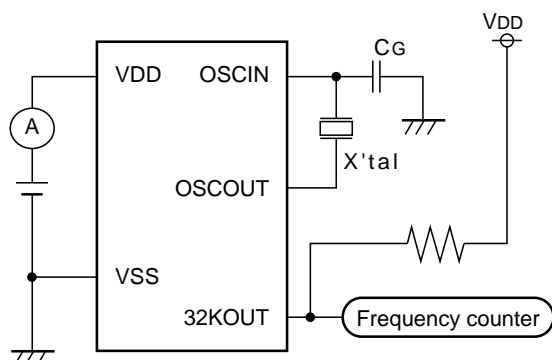 VDD
CG
VDD
OSCIN
A
X'tal
OSCOUT
VSS
32KOUT
Frequency counter